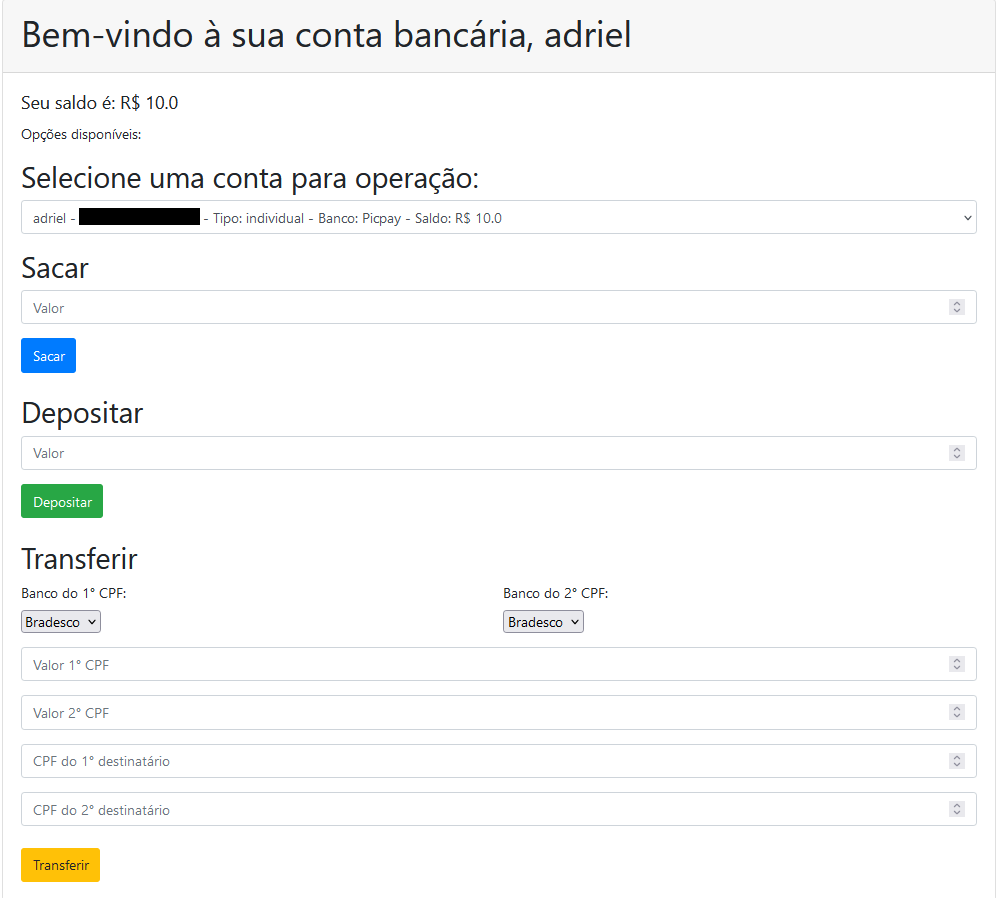 Bem-vindo à sua conta bancária, adriel
Seu saldo é: R$ 10.0
Opções disponíveis:
Selecione uma conta para operação:
adriel - - Tipo: individual - Banco: Picpay - Saldo: R$ 10.0
Sacar
Valor
Sacar
Depositar
Valor
Depositar
Transferir
Banco do 1° CPF: Banco do 2° CPF:
Bradesco Bradesco
Valor 1° CPF
Valor 2° CPF
CPF do 1° destinatário
CPF do 2° destinatário
Transferir